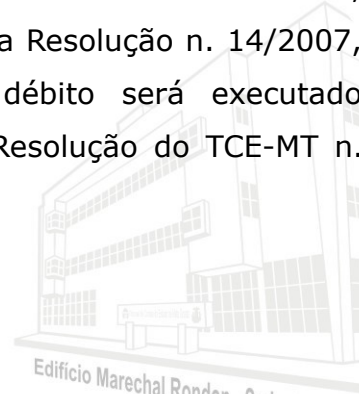 a Resolução n. 14/2007,
débito será executado
Resolução do TCE-MT n.
Edifício Marechal Rondon